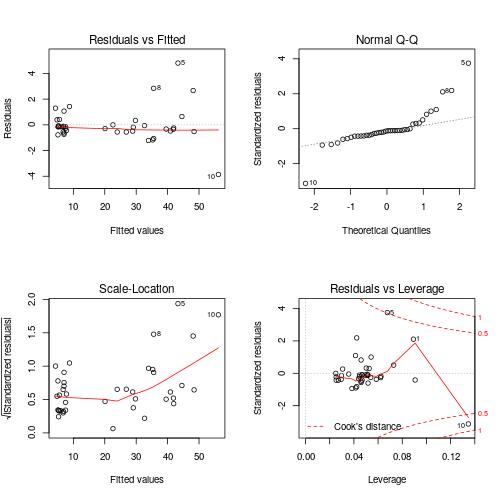 Residuals vs Fitted
Residuals
-4 -2 0 2 4
5
8
10
10 20 30 40 50
Fitted values
Normal Q-Q
Standardized residuals
-2 0 2 4
5
8
10
-2 -1 0 1 2
Theoretical Quantiles
Scale-Location
√|Standardized residuals|
0.0 0.5 1.0 1.5 2.0
5
10
8
10 20 30 40 50
Fitted values
Residuals vs Leverage
Standardized residuals
-2 0 2 4
5
1
10
1
0.5
0.5
1
Cook's distance
0.00 0.04 0.08 0.12
Leverage